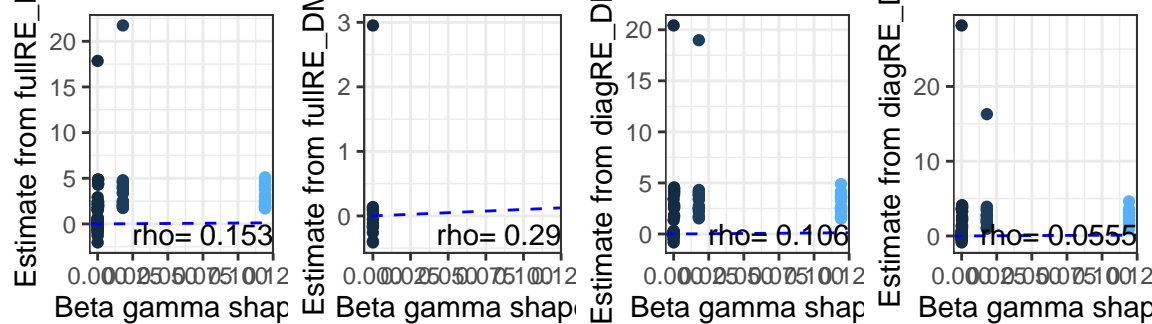 Estimate from fullRE_
20
15
10
5
0
rho= 0.153
Beta gamma shap
Estimate from fullRE_DM
3
2
1
0
rho= 0.29
Beta gamma shape
Estimate from diagRE_D
20
15
10
5
0
rho= 0.106
Beta gamma shap
Estimate from diagRE_D
20
10
0
rho= 0.0555
Beta gamma shap